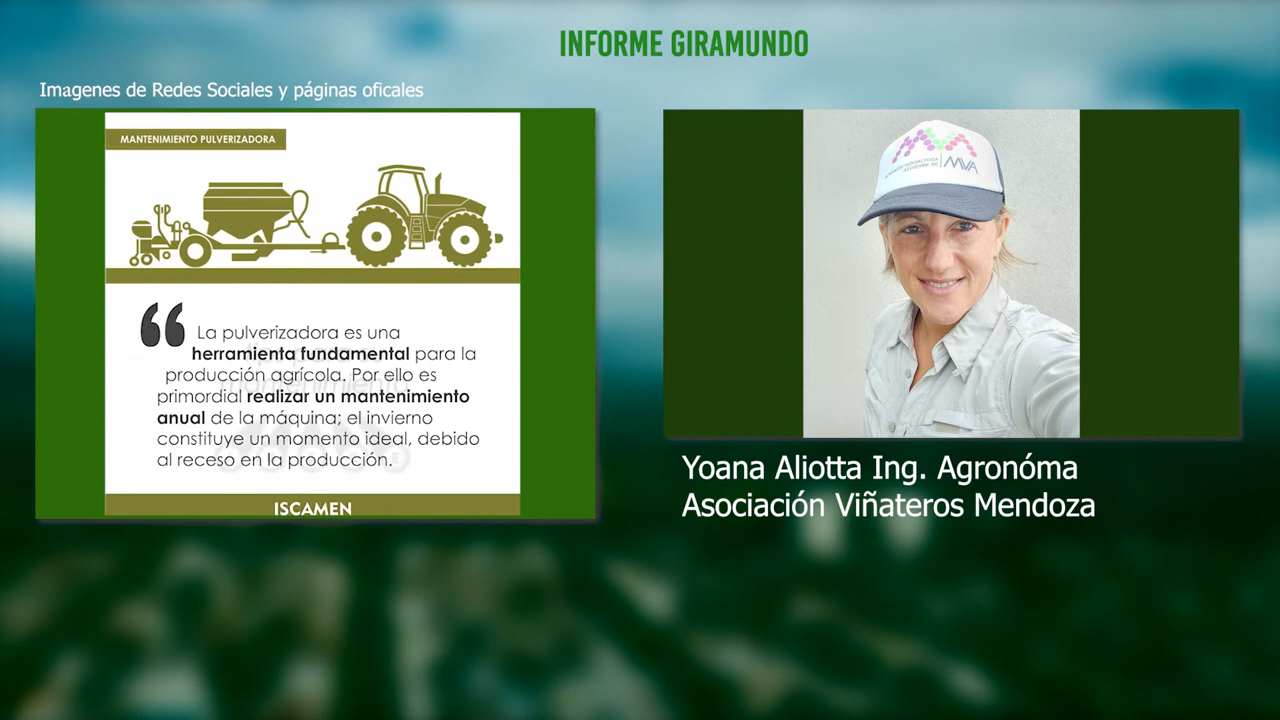 INFORME GIRAMUNDO
Imagenes de Redes Sociales y páginas oficales
MANTENIMIENTO PULVERIZADORA
“ La pulverizadora es una
herramienta fundamental para la
producción agrícola. Por ello es
primordial realizar un mantenimiento
anual de la máquina; el invierno
constituye un momento ideal, debido
al receso en la producción.
ISCAMEN
MVA
Yoana Aliotta Ing. Agronóma
Asociación Viñateros Mendoza